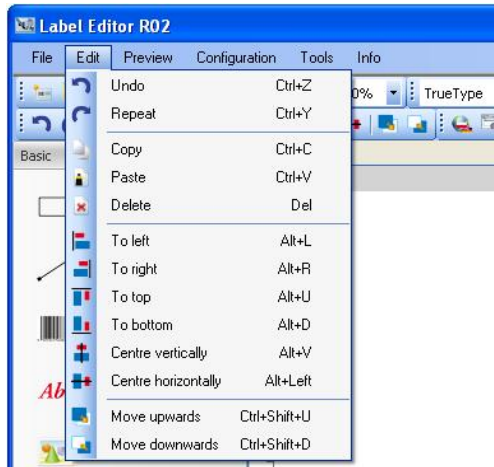 Label Editor R02
File Edit Preview Configuration Tools Info
Undo Ctrl+Z
0% TrueType
Repeat Ctrl+Y
Basic
Copy Ctrl+C
Paste Ctrl+V
Delete Del
To left Alt+L
To right Alt+R
To top Alt+U
To bottom Alt+D
Centre vertically Alt+V
Centre horizontally Alt+Left
Ab
Move upwards Ctrl+Shift+U
Move downwards Ctrl+Shift+D